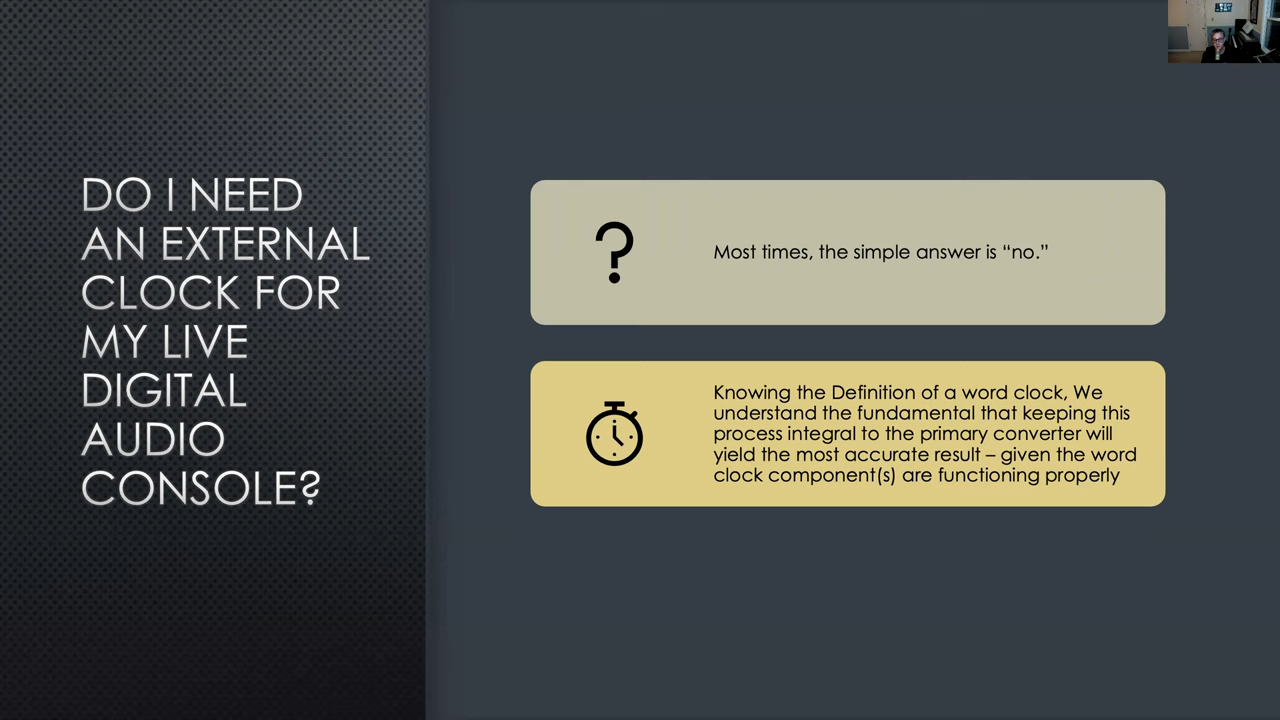 DO I NEED
AN EXTERNAL
CLOCK FOR
MY LIVE
DIGITAL
AUDIO
CONSOLE?
Most times, the simple answer is “no.”
Knowing the Definition of a word clock, We
understand the fundamental that keeping this
process integral to the primary converter will
yield the most accurate result – given the word
clock component(s) are functioning properly